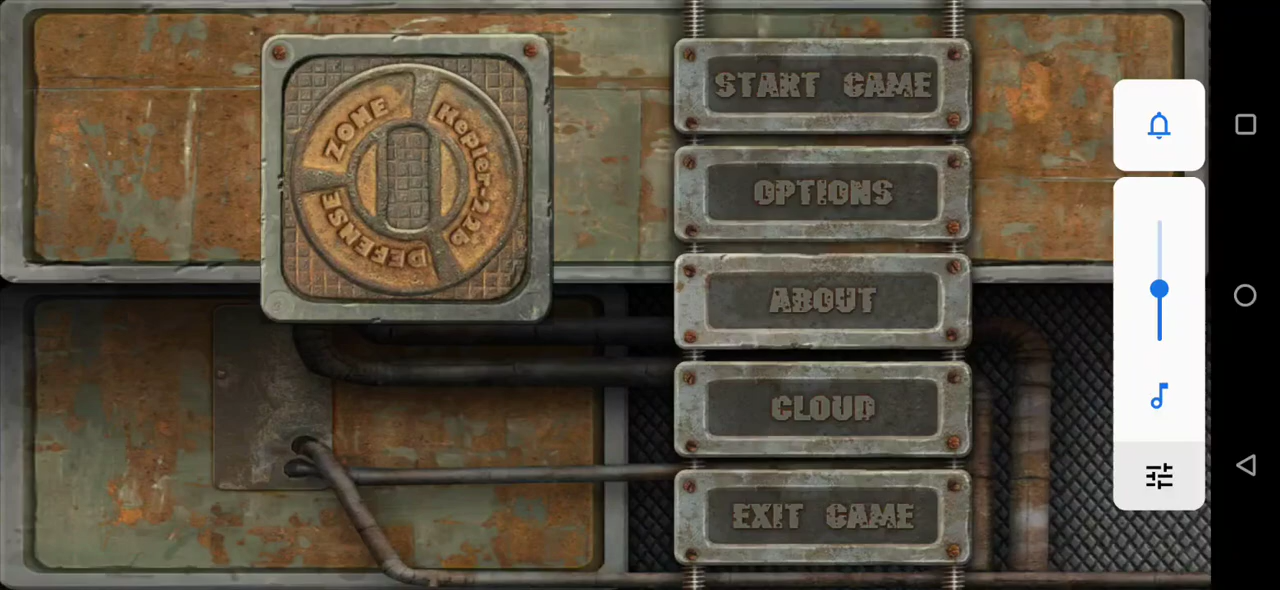 ZONE
Kepler-22b
DEFENSE
START GAME
OPTIONS
ABOUT
CLOUD
EXIT GAME